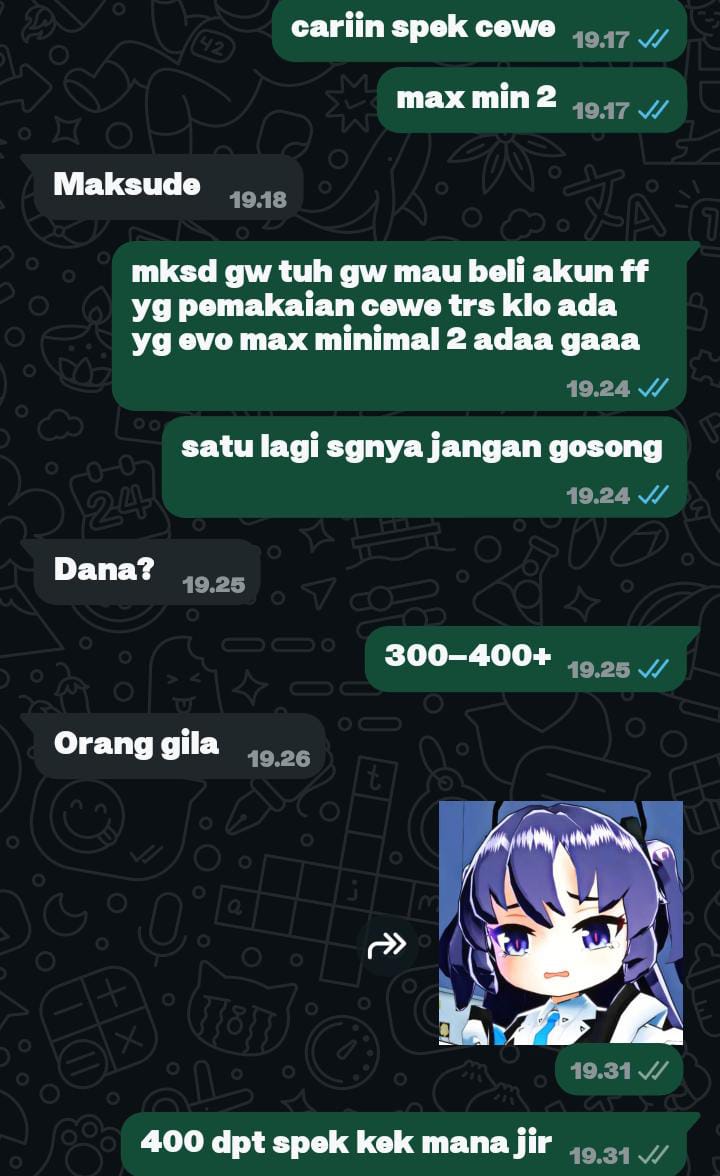 cariin spek cewe 19.17
max min 2 19.17
Maksude 19.18
mksd gw tuh gw mau beli akun ff
yg pemakaian cewe trs klo ada
yg evo max minimal 2 adaa gaaa
19.24
satu lagi sgnya jangan gosong
19.24
Dana? 19.25
300–400+ 19.25
Orang gila 19.26
19.31
400 dpt spek kek mana jir 19.31